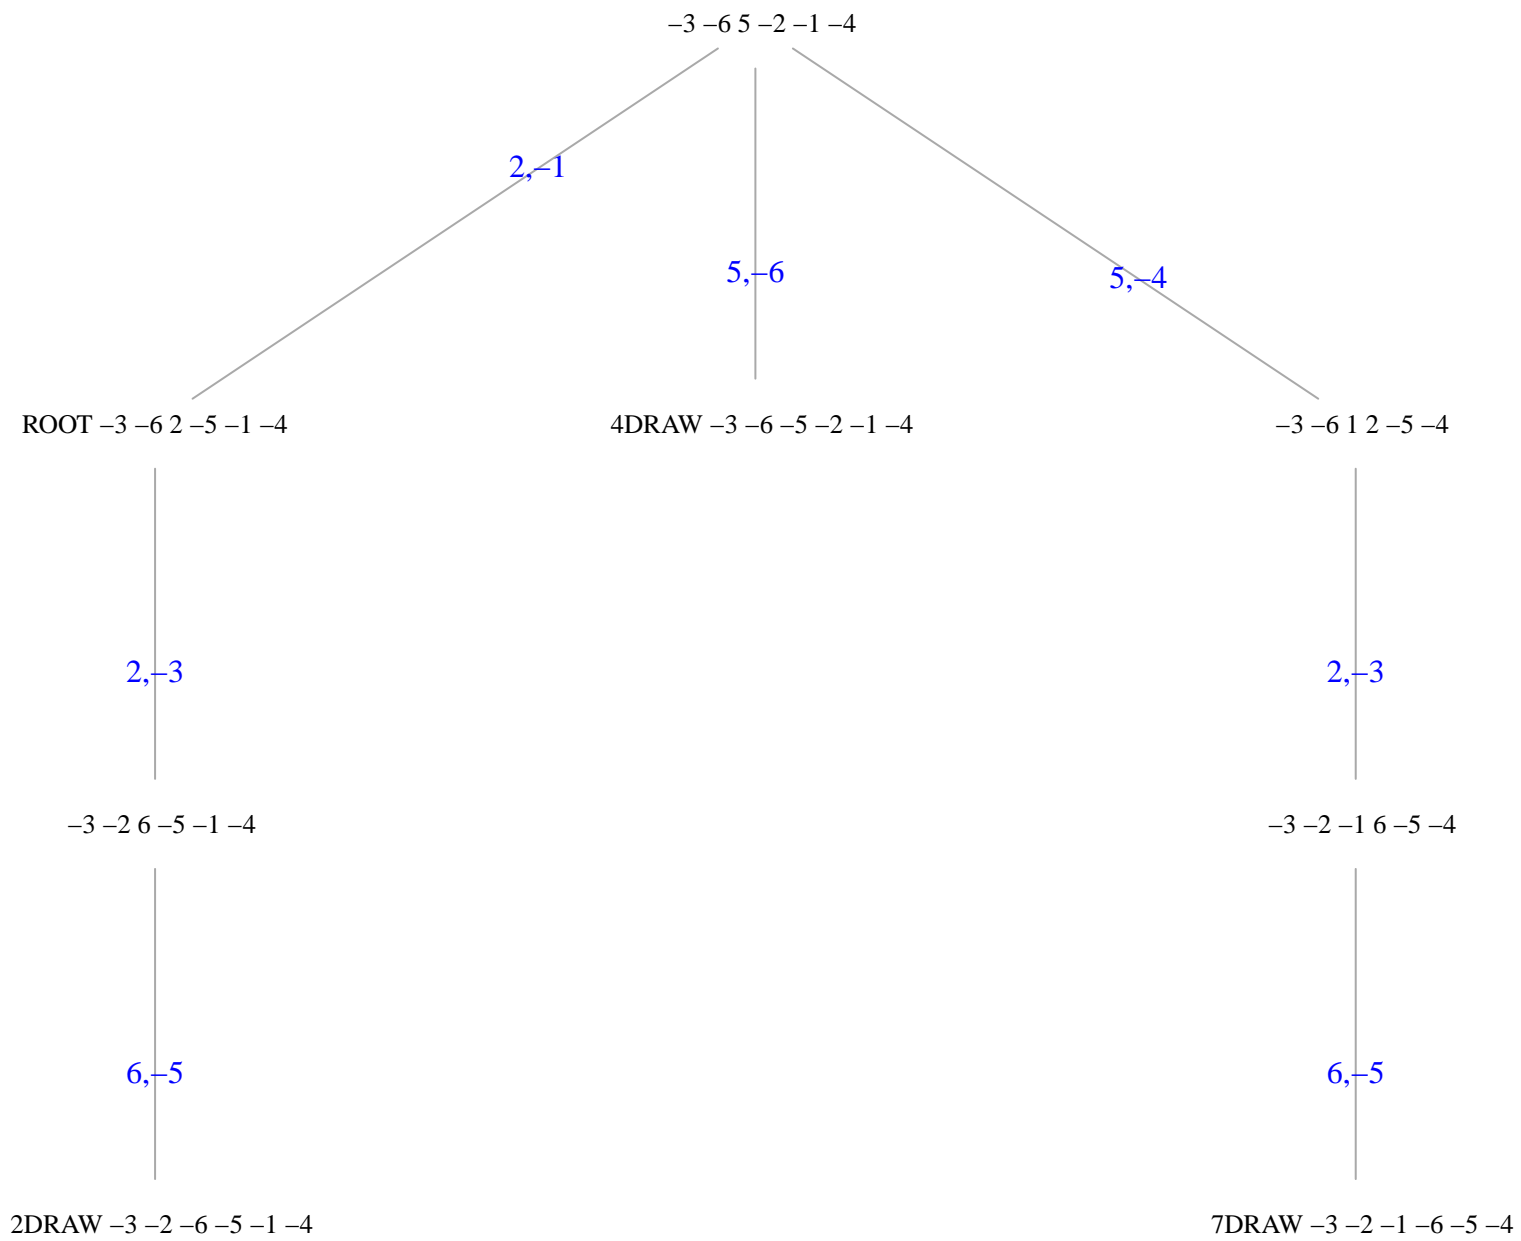 –3 –6 5 –2 –1 –4
2,–1
5,–6
5,–4
ROOT –3 –6 2 –5 –1 –4
4DRAW –3 –6 –5 –2 –1 –4
–3 –6 1 2 –5 –4
2,–3
2,–3
–3 –2 6 –5 –1 –4
–3 –2 –1 6 –5 –4
6,–5
6,–5
2DRAW –3 –2 –6 –5 –1 –4
7DRAW –3 –2 –1 –6 –5 –4